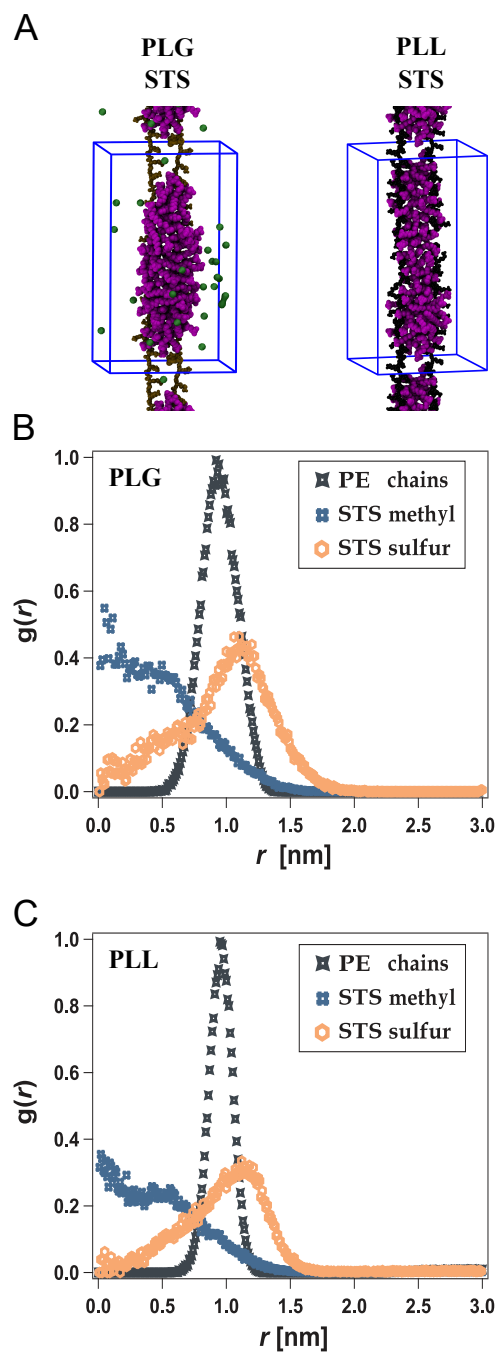 A
PLG
STS
PLL
STS
B
PLG
PE chains
STS methyl
STS sulfur
g(r)
1.0
0.8
0.6
0.4
0.2
0.0
0.0 0.5 1.0 1.5 2.0 2.5 3.0
r [nm]
C
PLL
PE chains
STS methyl
STS sulfur
g(r)
1.0
0.8
0.6
0.4
0.2
0.0
0.0 0.5 1.0 1.5 2.0 2.5 3.0
r [nm]